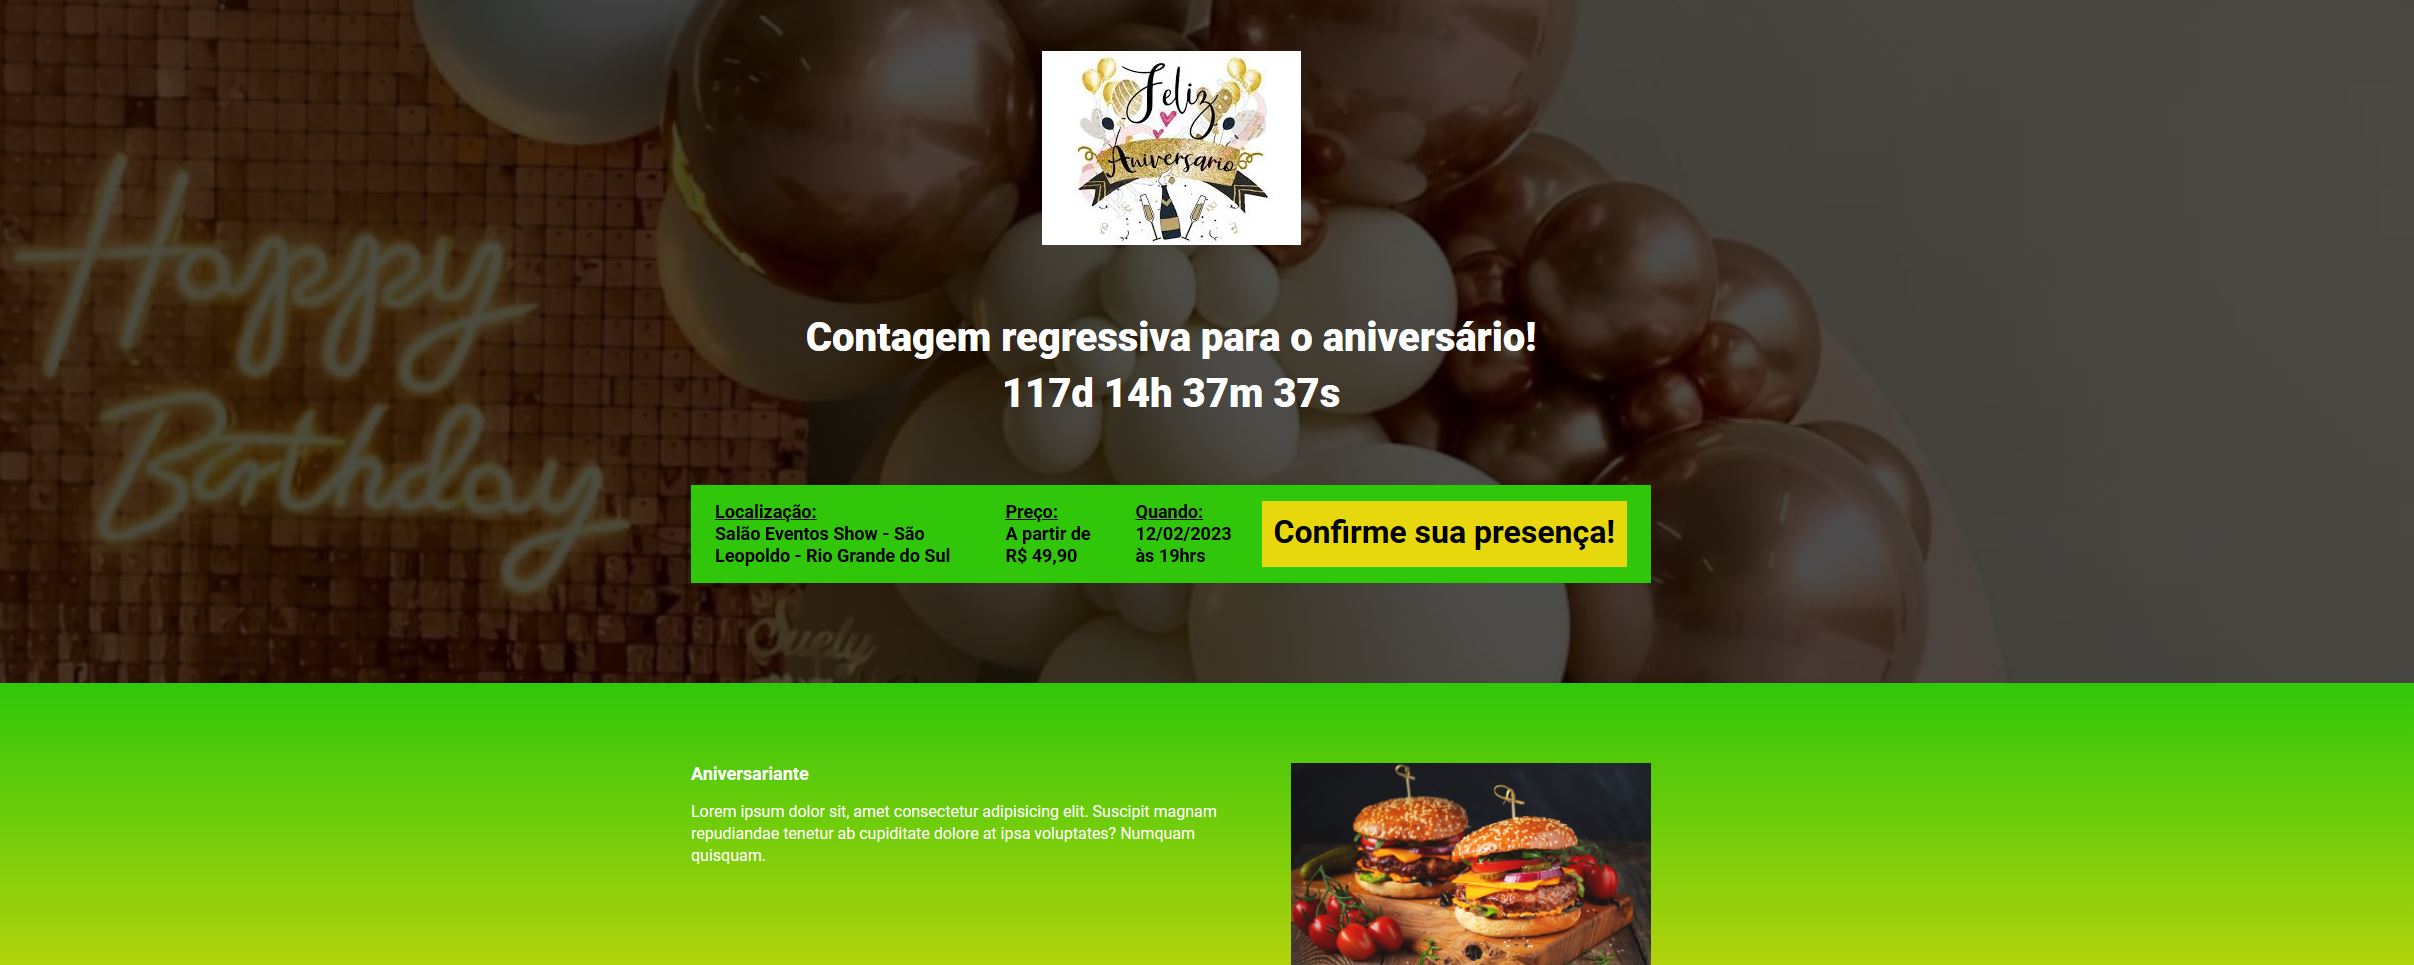 Feliz
Aniversario
Happy
Birthday
Contagem regressiva para o aniversário!
117d 14h 37m 37s
Localização:
Salão Eventos Show - São
Leopoldo - Rio Grande do Sul
Preço:
A partir de
R$ 49,90
Quando:
12/02/2023
às 19hrs
Confirme sua presença!
Suely
Aniversariante
Lorem ipsum dolor sit, amet consectetur adipisicing elit. Suscipit magnam
repudiandae tenetur ab cupiditate dolore at ipsa voluptates? Numquam
quisquam.